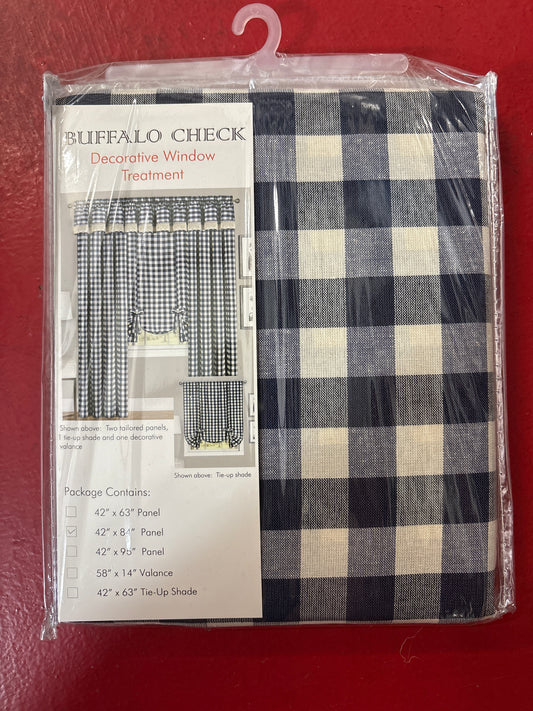 BUFFALO CHECK
Decorative Window
Treatment
Shown above: Two tailored panels,
1 tie-up shade and one decorative
valance
Shown above: Tie-up shade
Package Contains:
42" x 63" Panel
42" x 84" Panel
42" x 95" Panel
58" x 14" Valance
42" x 63" Tie-Up Shade